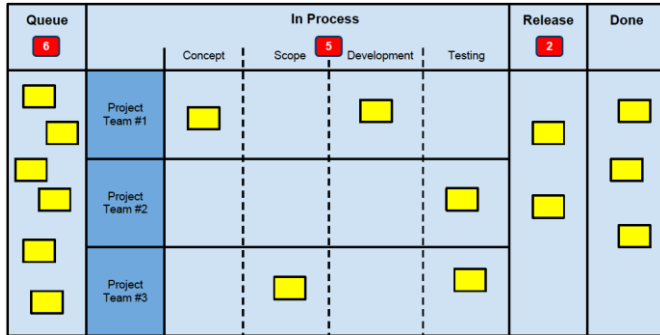 Queue
In Process
Release
Done
6
5
2
Concept
Scope
Development
Testing
Project
Team #1
Project
Team #2
Project
Team #3